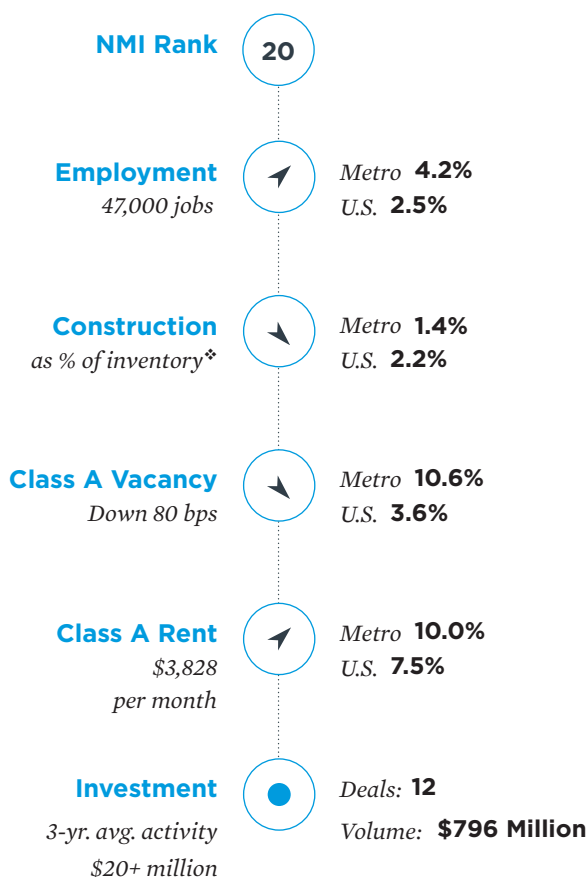 NMI Rank
20
Employment
47,000 jobs
Metro 4.2%
U.S. 2.5%
Construction
as % of inventory❖
Metro 1.4%
U.S. 2.2%
Class A Vacancy
Down 80 bps
Metro 10.6%
U.S. 3.6%
Class A Rent
$3,828
per month
Metro 10.0%
U.S. 7.5%
Investment
3-yr. avg. activity
$20+ million
Deals: 12
Volume: $796 Million